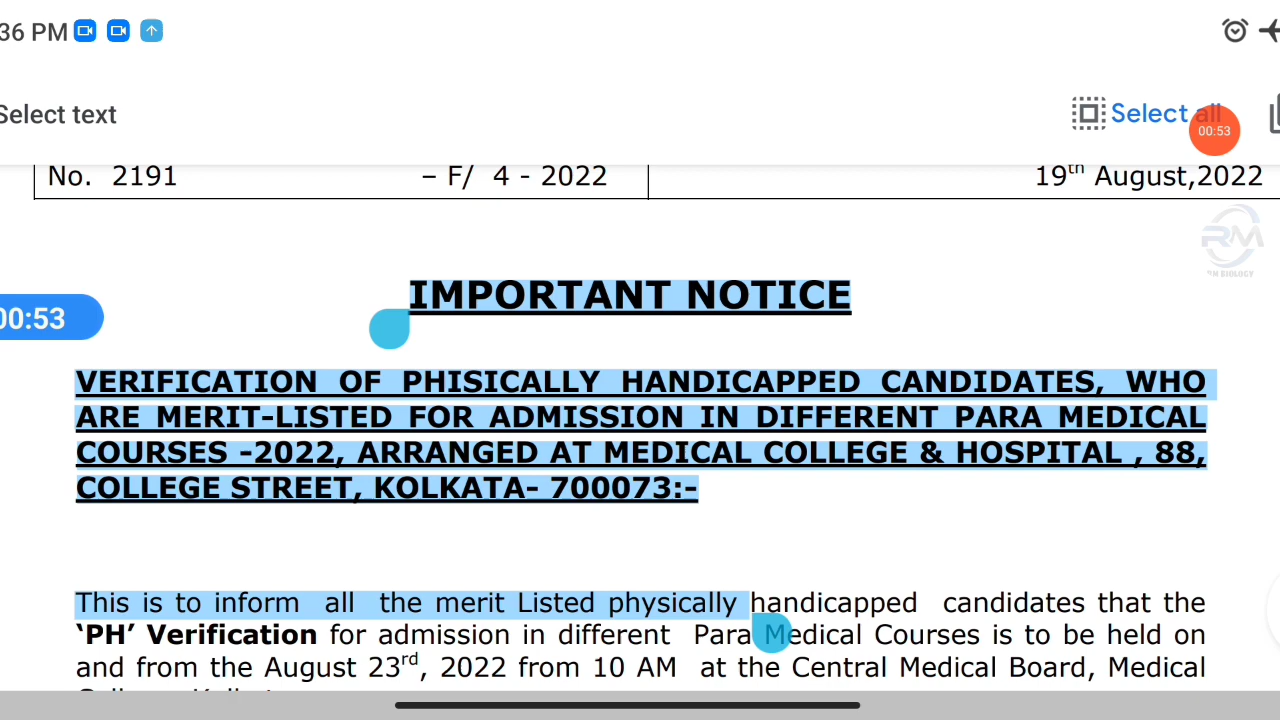 36 PM
Select text
Select all
00:53
No. 2191 – F/ 4 - 2022 19th August,2022
RM
RM BIOLOGY
IMPORTANT NOTICE
00:53
VERIFICATION OF PHISICALLY HANDICAPPED CANDIDATES, WHO
ARE MERIT-LISTED FOR ADMISSION IN DIFFERENT PARA MEDICAL
COURSES -2022, ARRANGED AT MEDICAL COLLEGE & HOSPITAL , 88,
COLLEGE STREET, KOLKATA- 700073:-
This is to inform all the merit Listed physically handicapped candidates that the
‘PH’ Verification for admission in different Para Medical Courses is to be held on
and from the August 23rd, 2022 from 10 AM at the Central Medical Board, Medical